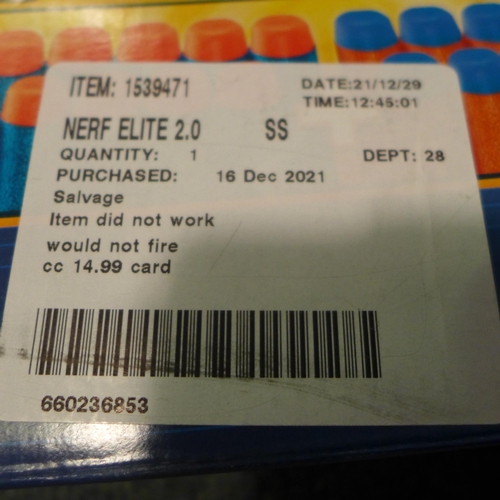 ITEM: 1539471 DATE:21/12/29
TIME:12:45:01
NERF ELITE 2.0 SS
QUANTITY: 1 DEPT: 28
PURCHASED: 16 Dec 2021
Salvage
Item did not work
would not fire
cc 14.99 card
660236853